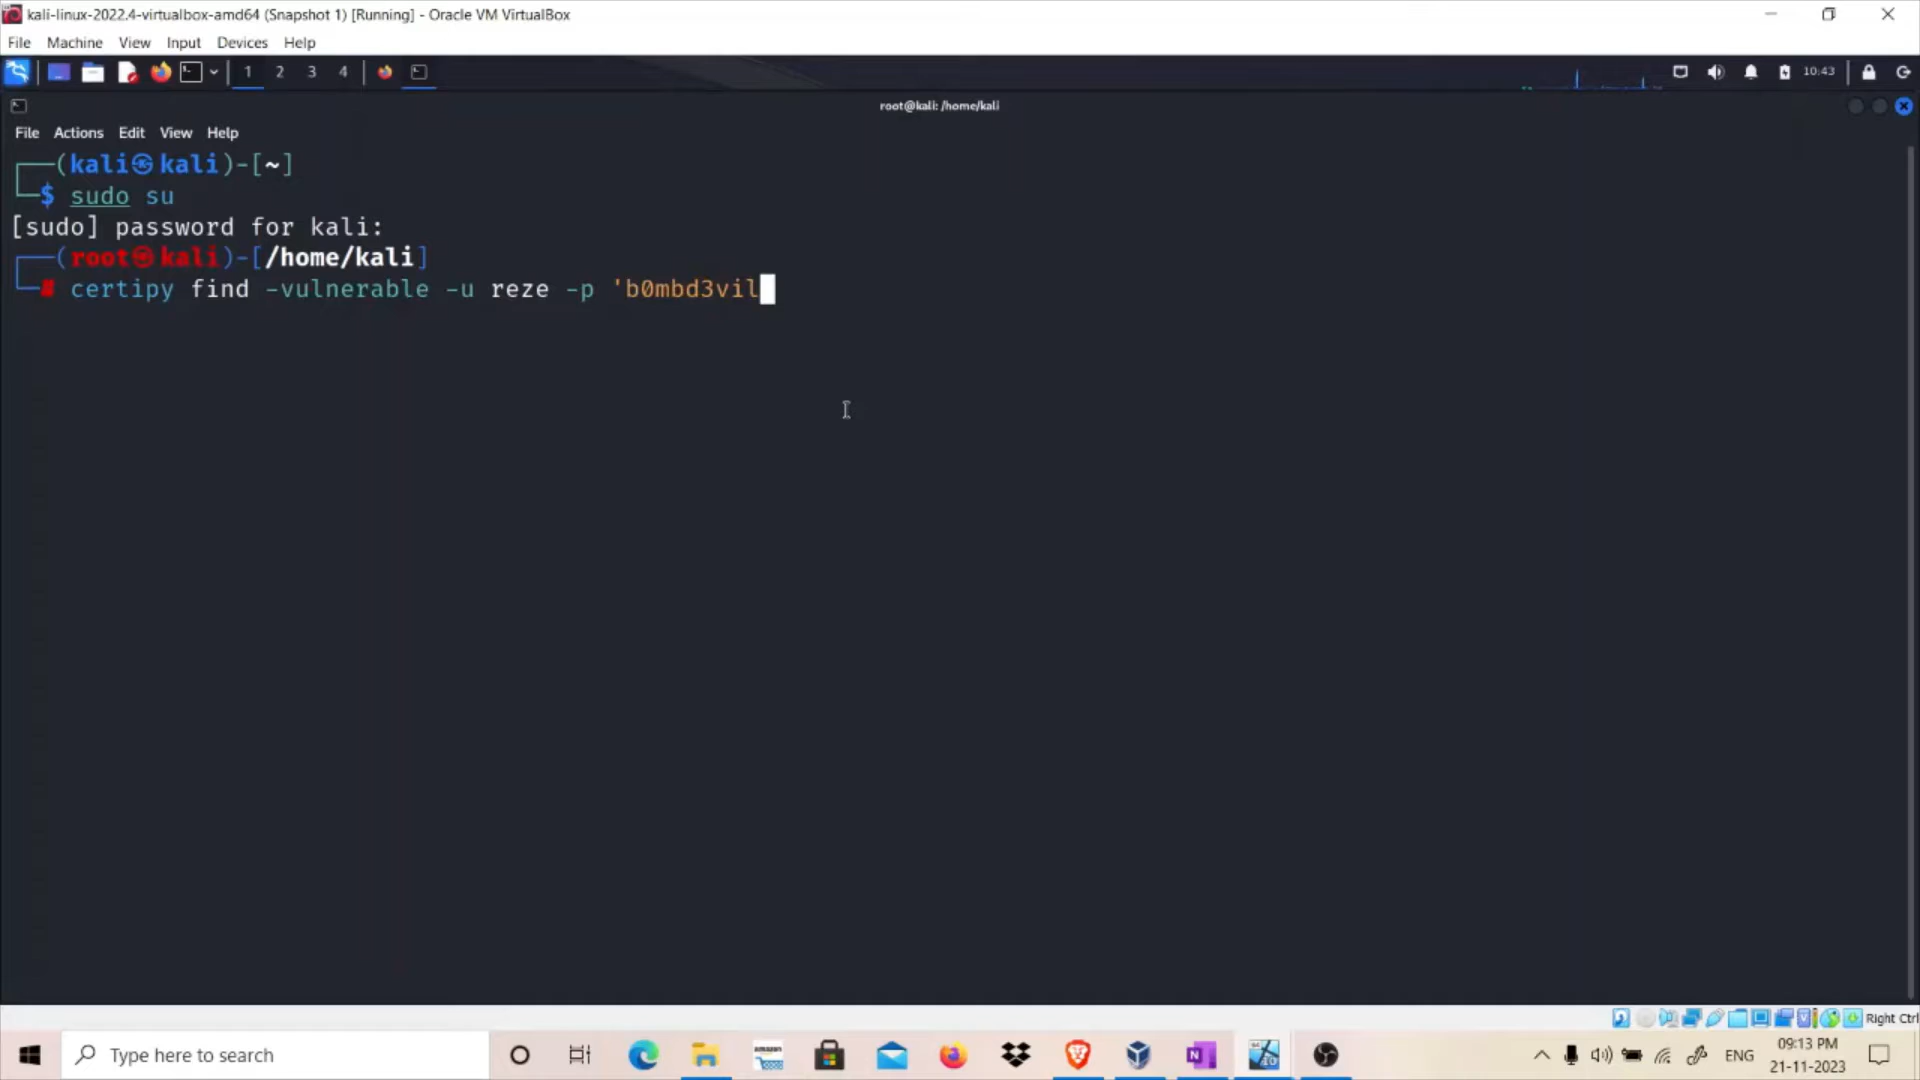 kali-linux-2022.4-virtualbox-amd64 (Snapshot 1) [Running] - Oracle VM VirtualBox
File Machine View Input Devices Help
1 2 3 4 10:43
root@kali: /home/kali
File Actions Edit View Help
(kali㉿kali)-[~]
$ sudo su
[sudo] password for kali:
(root㉿kali)-[/home/kali]
# certipy find -vulnerable -u reze -p 'b0mbd3vil
Right Ctrl
Type here to search
amazon
ENG
09:13 PM
21-11-2023